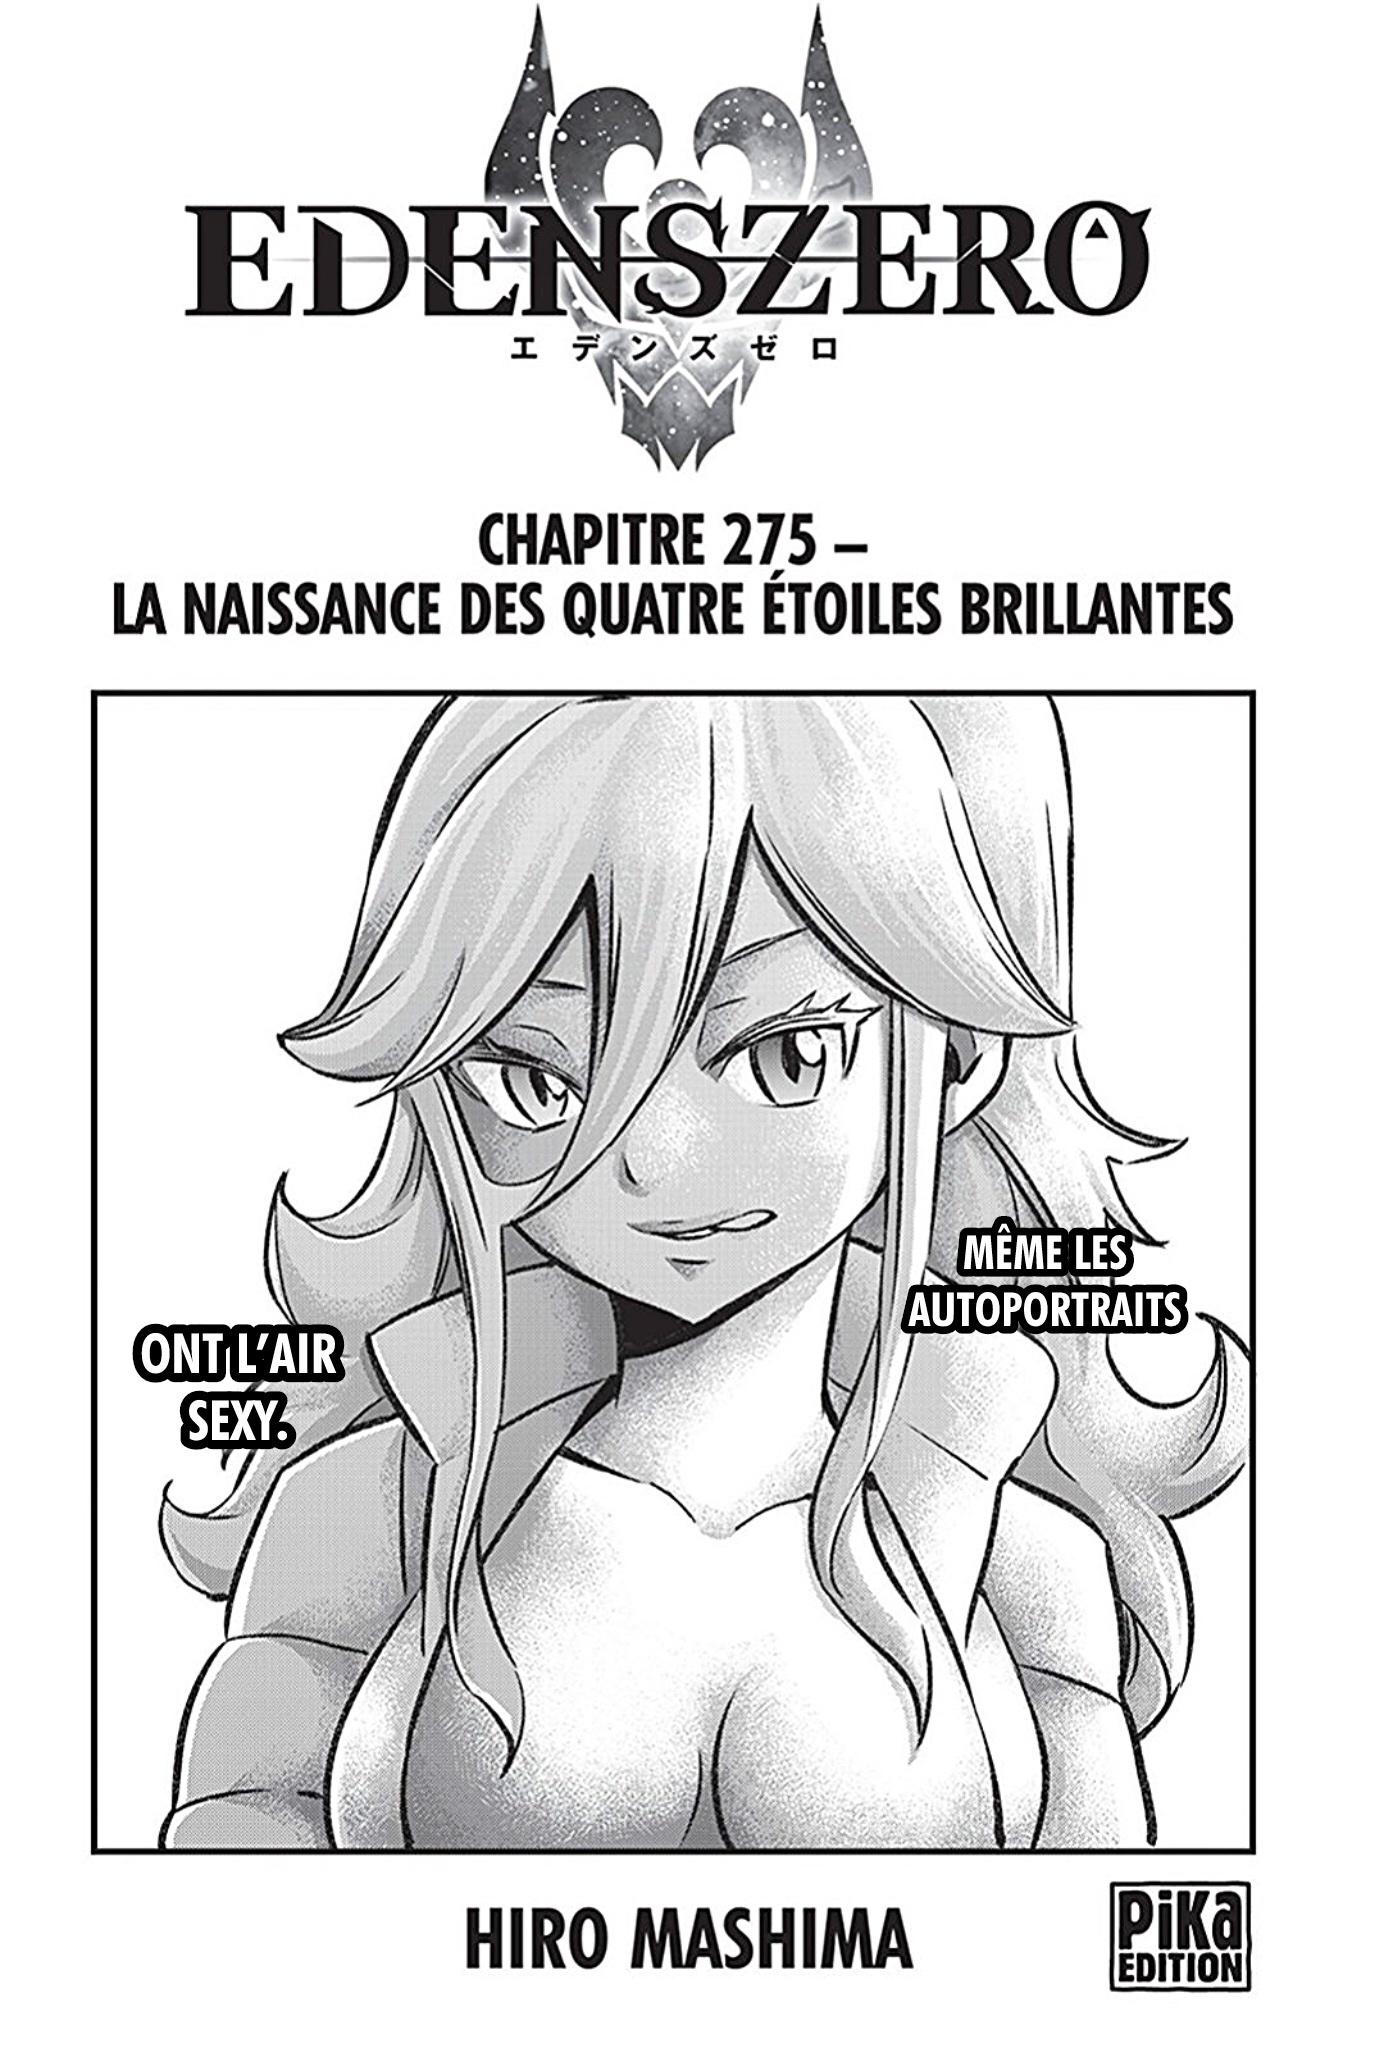 EDENSZERO
エデンズゼロ
CHAPITRE 275 –
LA NAISSANCE DES QUATRE ÉTOILES BRILLANTES
MÊME LES
AUTOPORTRAITS
ONT L'AIR
SEXY.
HIRO MASHIMA
PiKa
EDITION